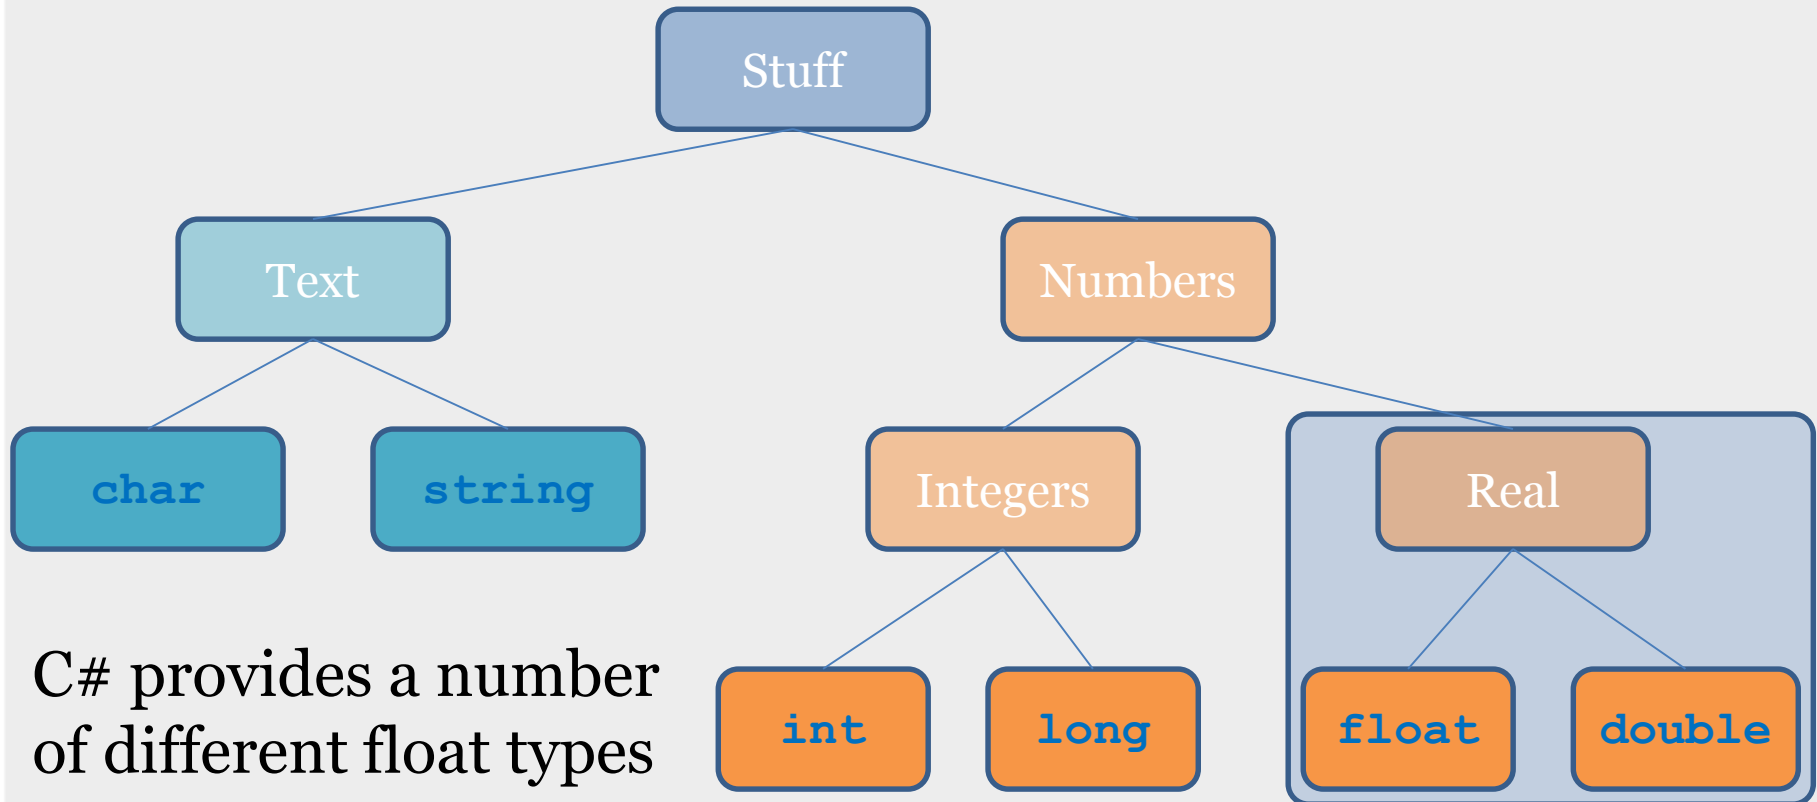 Stuff
Text
Numbers
char
string
Integers
Real
C# provides a number
of different float types
int
long
float
double